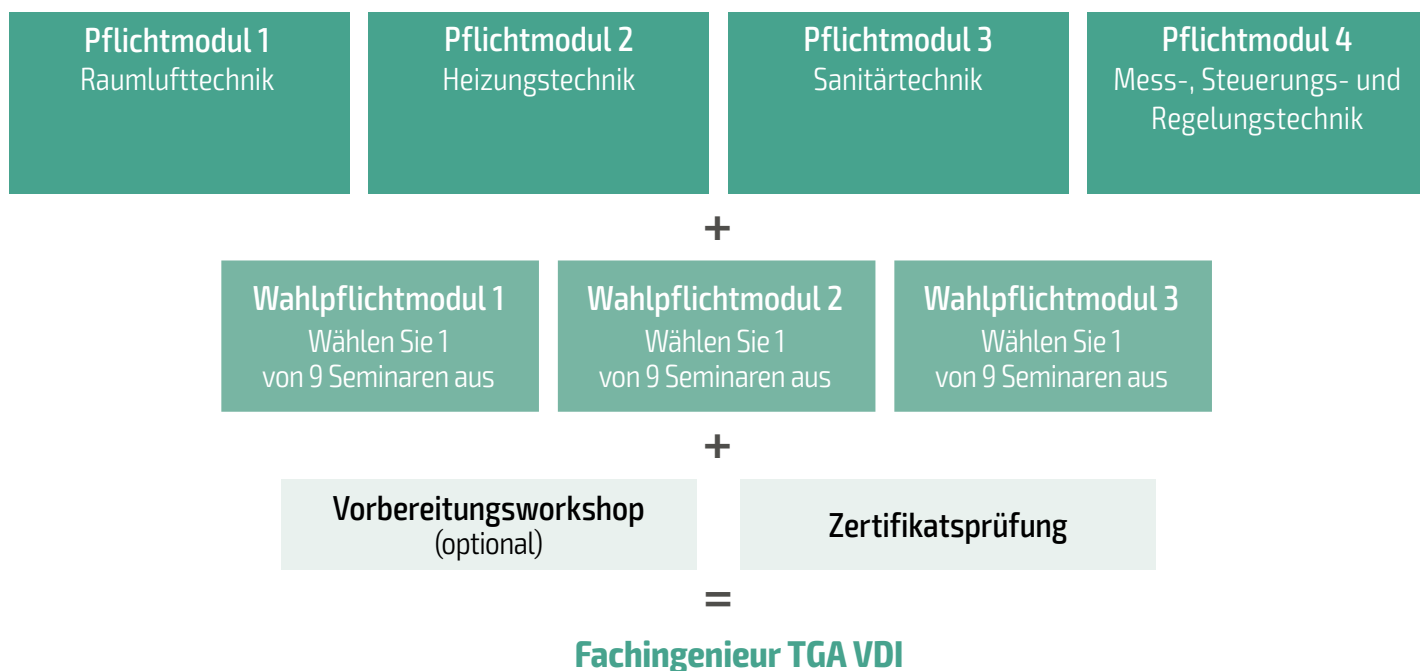 Pflichtmodul 1
Raumlufttechnik
Pflichtmodul 2
Heizungstechnik
Pflichtmodul 3
Sanitärtechnik
Pflichtmodul 4
Mess-, Steuerungs- und
Regelungstechnik
+
Wahlpflichtmodul 1
Wählen Sie 1
von 9 Seminaren aus
Wahlpflichtmodul 2
Wählen Sie 1
von 9 Seminaren aus
Wahlpflichtmodul 3
Wählen Sie 1
von 9 Seminaren aus
+
Vorbereitungsworkshop
(optional)
Zertifikatsprüfung
=
Fachingenieur TGA VDI